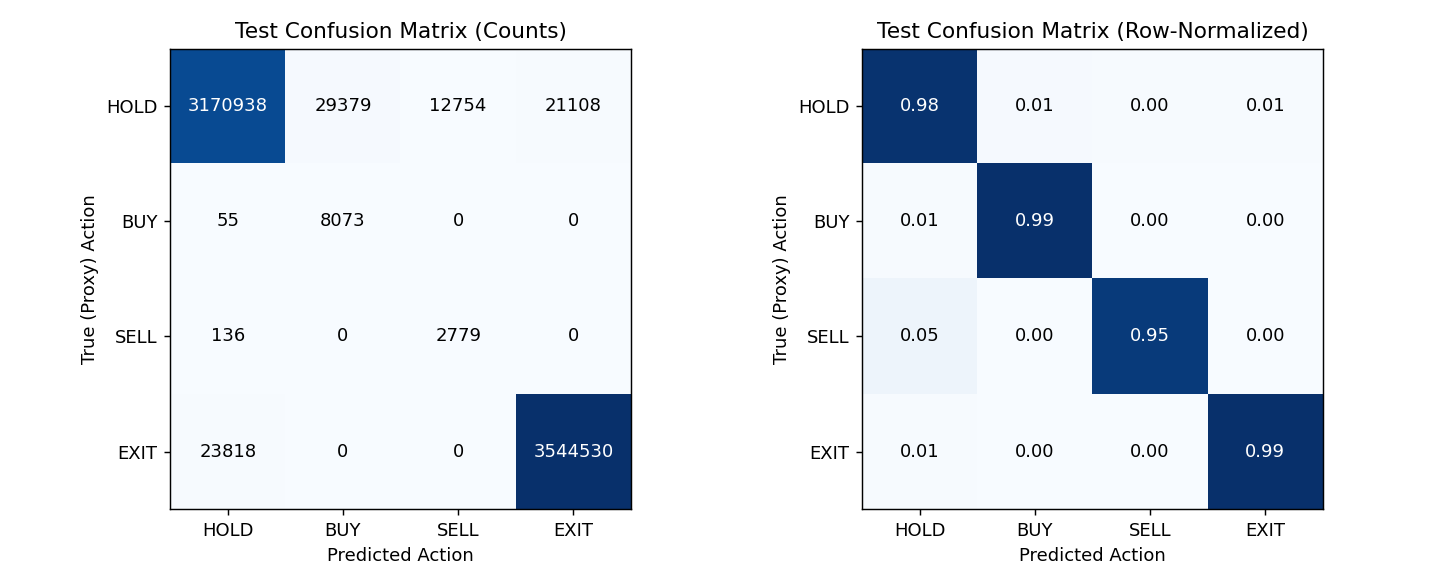 Test Confusion Matrix (Counts)
HOLD 3170938 29379 12754 21108
BUY 55 8073 0 0
SELL 136 0 2779 0
EXIT 23818 0 0 3544530
HOLD BUY SELL EXIT
Predicted Action
True (Proxy) Action
Test Confusion Matrix (Row-Normalized)
HOLD 0.98 0.01 0.00 0.01
BUY 0.01 0.99 0.00 0.00
SELL 0.05 0.00 0.95 0.00
EXIT 0.01 0.00 0.00 0.99
HOLD BUY SELL EXIT
Predicted Action
True (Proxy) Action